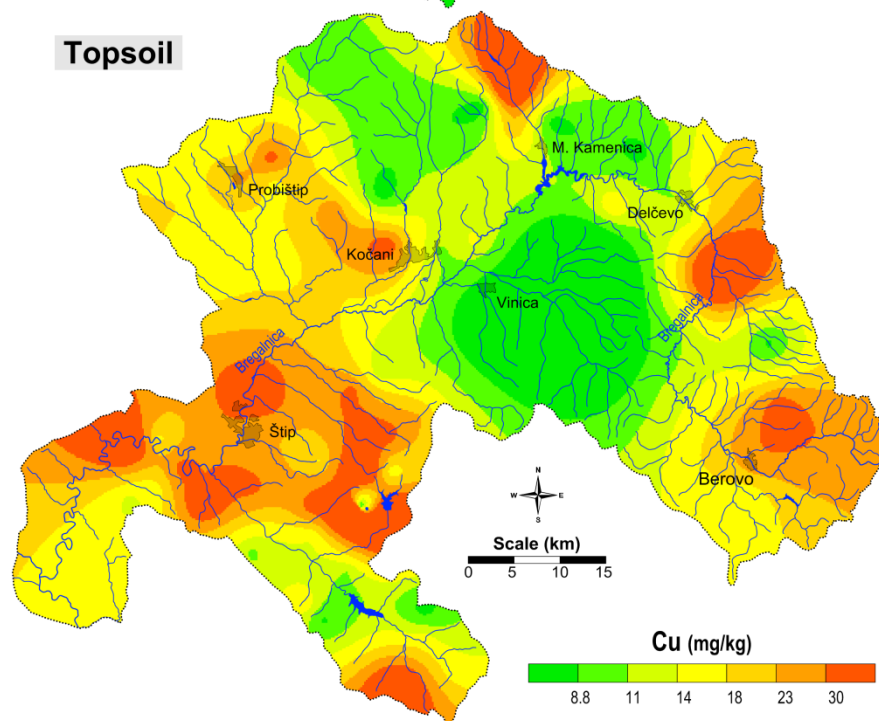 Topsoil
M. Kamenica
Probištip
Delčevo
Kočani
Vinica
Bregalnica
Bregalnica
Štip
Berovo
N
W E
S
Scale (km)
0 5 10 15
Cu (mg/kg)
8.8 11 14 18 23 30